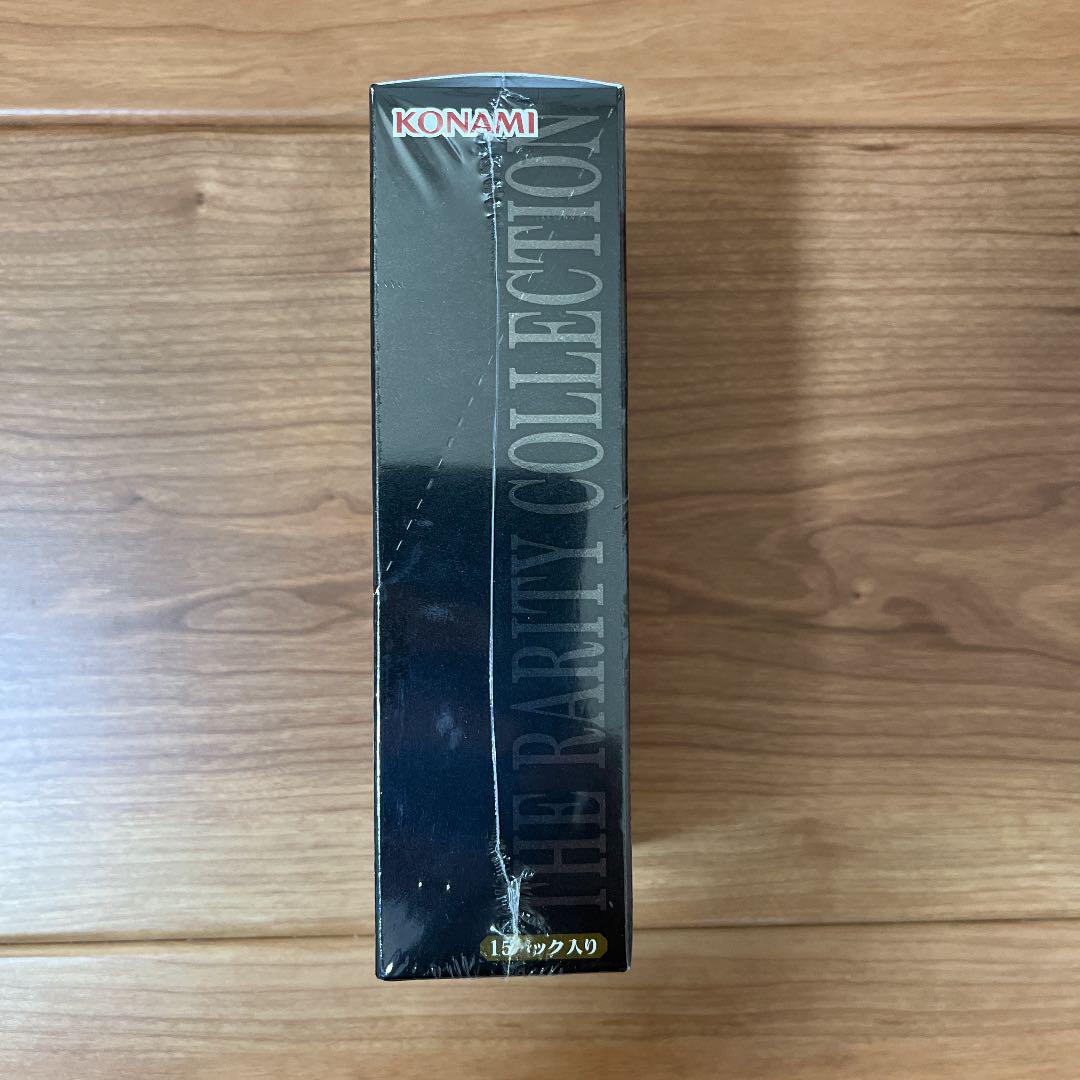 KONAMI
THE RARITY COLLECTION
15パック入り